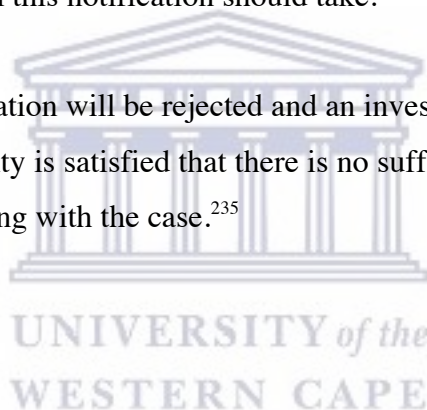 this notification should take.
ation will be rejected and an inves
ty is satisfied that there is no suff
ng with the case.235
UNIVERSITY of the
WESTERN CAPE